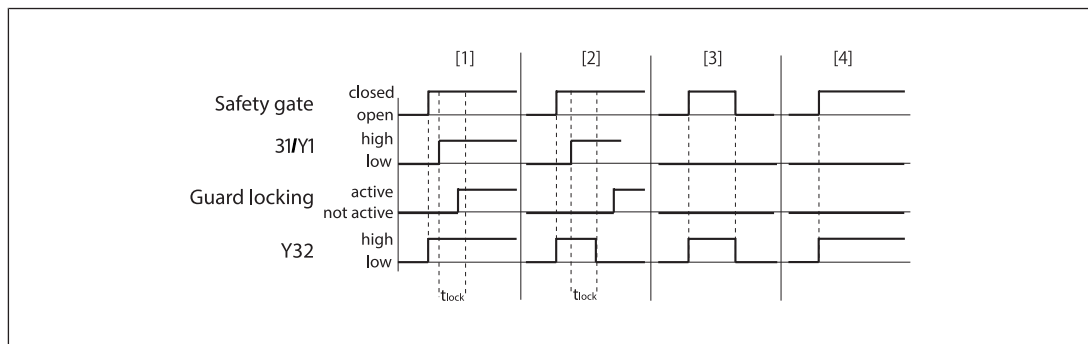 [1] [2] [3] [4]
Safety gate closed
open
31/Y1 high
low
Guard locking active
not active
Y32 high
low
tlock tlock